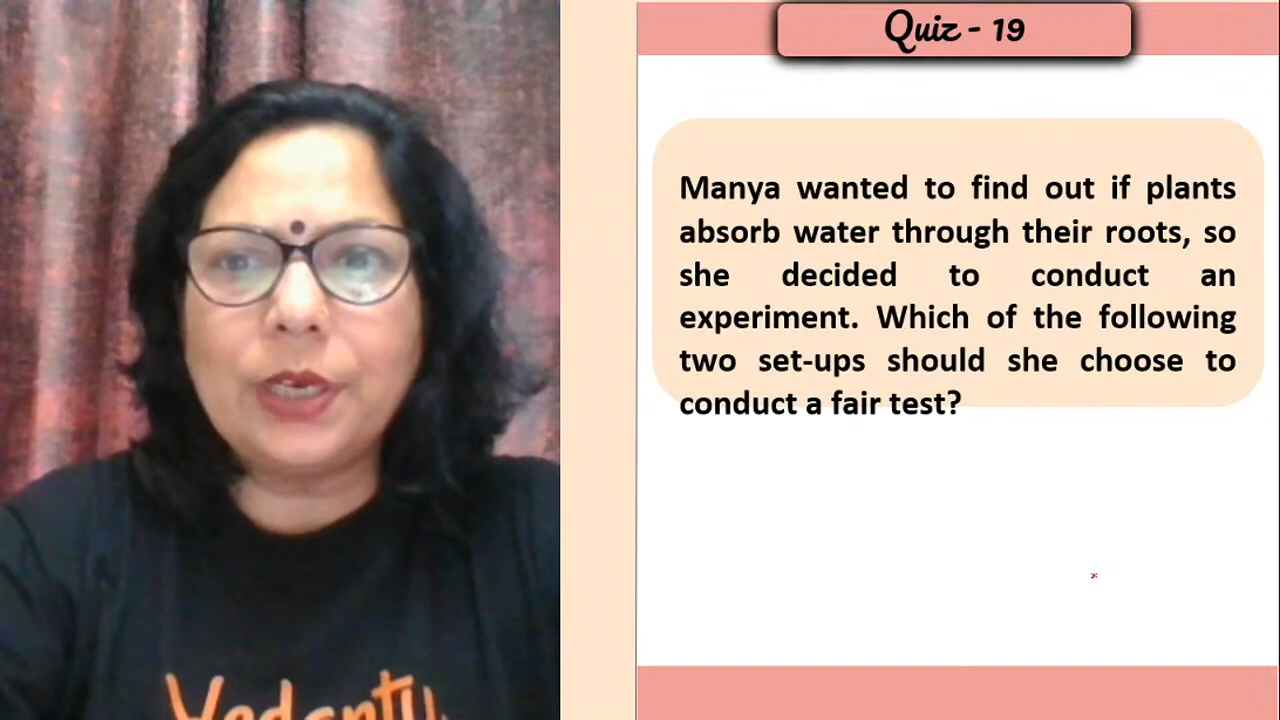 Quiz - 19
Manya wanted to find out if plants
absorb water through their roots, so
she decided to conduct an
experiment. Which of the following
two set-ups should she choose to
conduct a fair test?
Vedantu